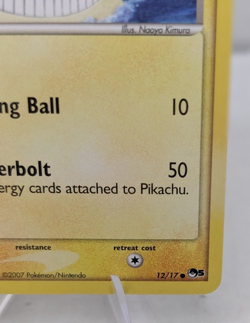 Illus. Naoyo Kimura
ng Ball 10
erbolt 50
ergy cards attached to Pikachu.
resistance retreat cost
©2007 Pokémon/Nintendo 12/17